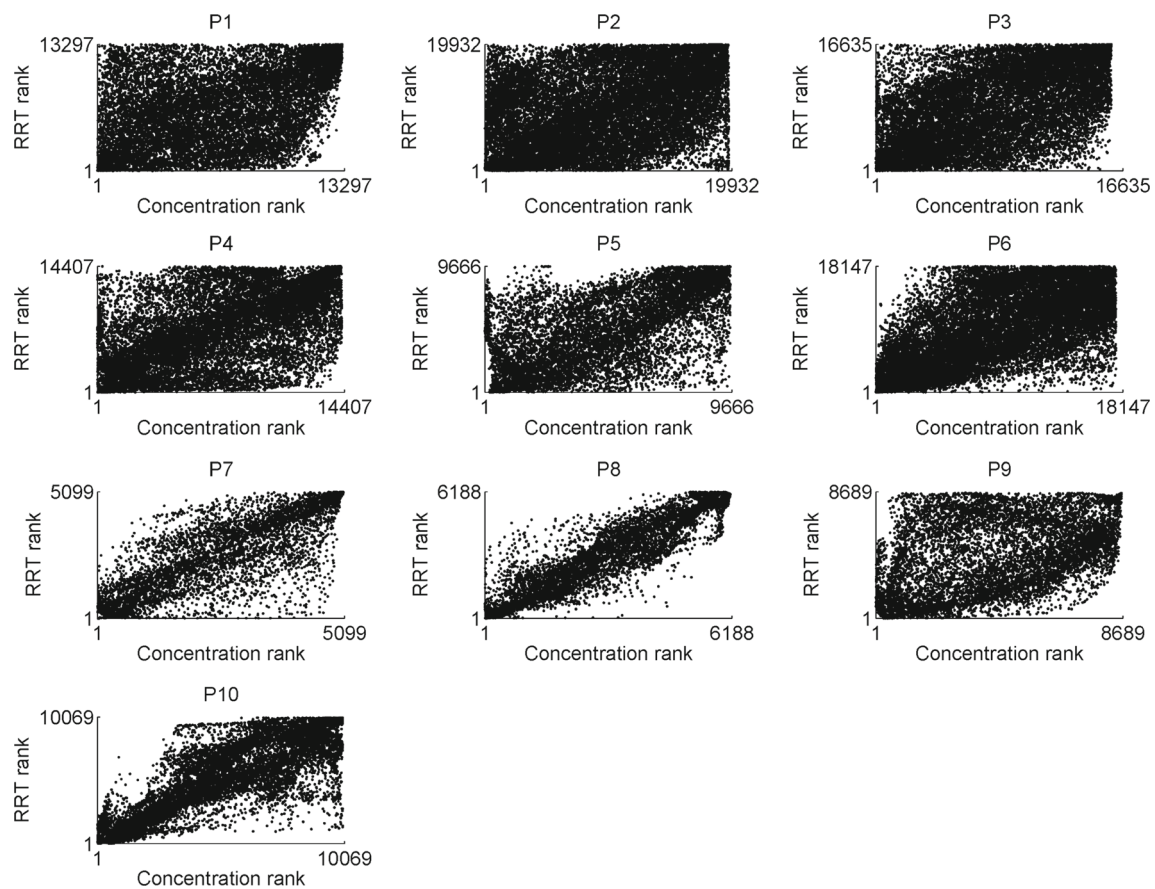 P1 P2 P3
13297 19932 16635
RRT rank RRT rank RRT rank
1 1 1
1 13297 1 19932 1 16635
Concentration rank Concentration rank Concentration rank
P4 P5 P6
14407 9666 18147
RRT rank RRT rank RRT rank
1 1 1
1 14407 1 9666 1 18147
Concentration rank Concentration rank Concentration rank
P7 P8 P9
5099 6188 8689
RRT rank RRT rank RRT rank
1 1 1
1 5099 1 6188 1 8689
Concentration rank Concentration rank Concentration rank
P10
10069
RRT rank
1
1 10069
Concentration rank